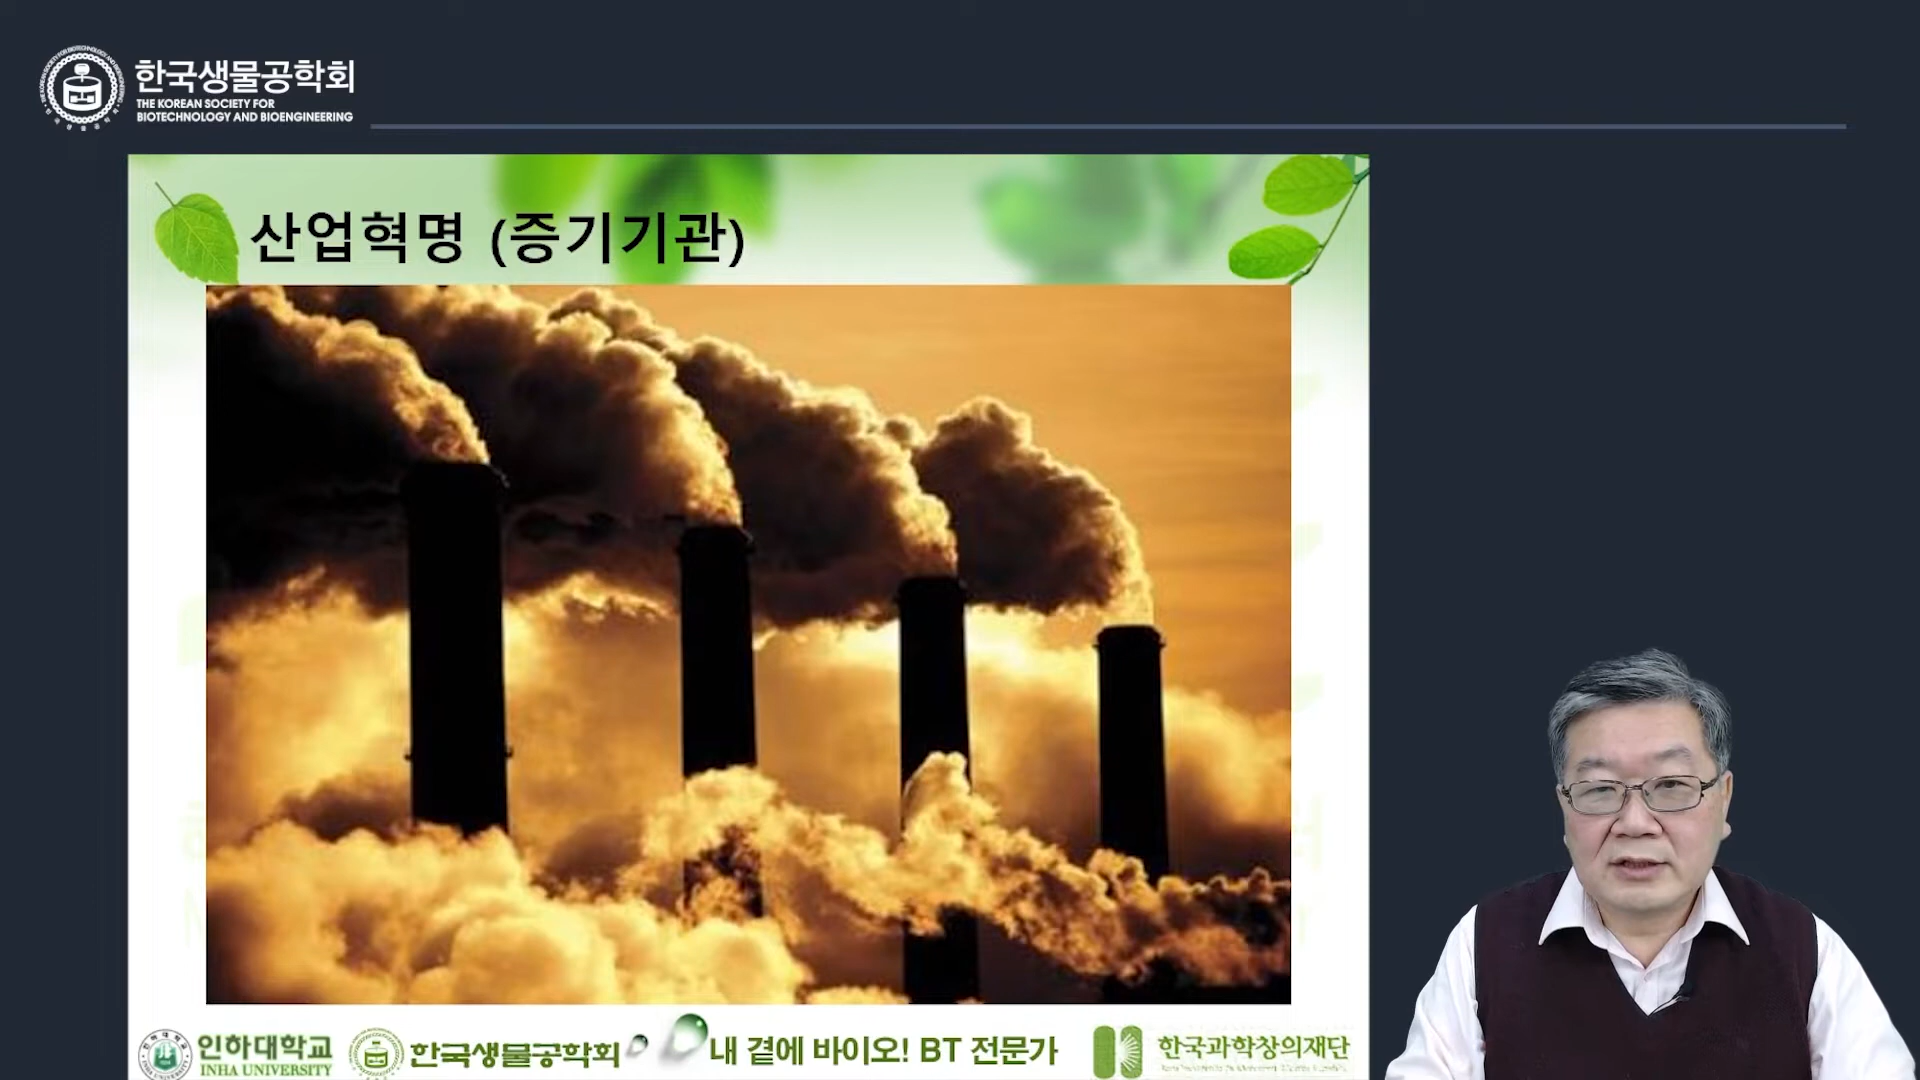 한국생물공학회
THE KOREAN SOCIETY FOR
BIOTECHNOLOGY AND BIOENGINEERING
산업혁명 (증기기관)
인하대학교
INHA UNIVERSITY
한국생물공학회
내 곁에 바이오! BT 전문가
한국과학창의재단